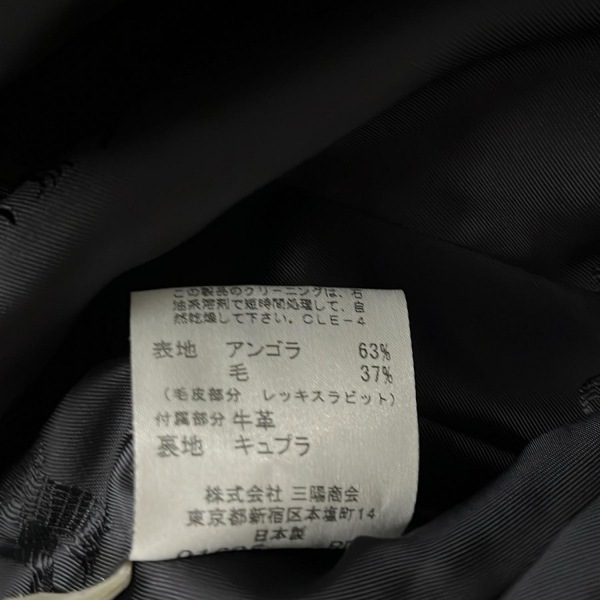 この製品のクリーニングは、石
油系溶剤で短時間処理して、自
然乾燥して下さい。CLE-4
表地 アンゴラ 63%
毛 37%
(毛皮部分 レッキスラビット)
付属部分 牛革
裏地 キュプラ
株式会社 三陽商会
東京都新宿区本塩町14
日本製